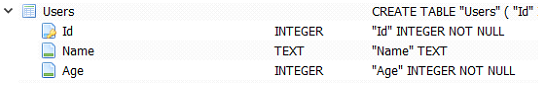 Users CREATE TABLE "Users" ( "Id"
Id INTEGER "Id" INTEGER NOT NULL
Name TEXT "Name" TEXT
Age INTEGER "Age" INTEGER NOT NULL